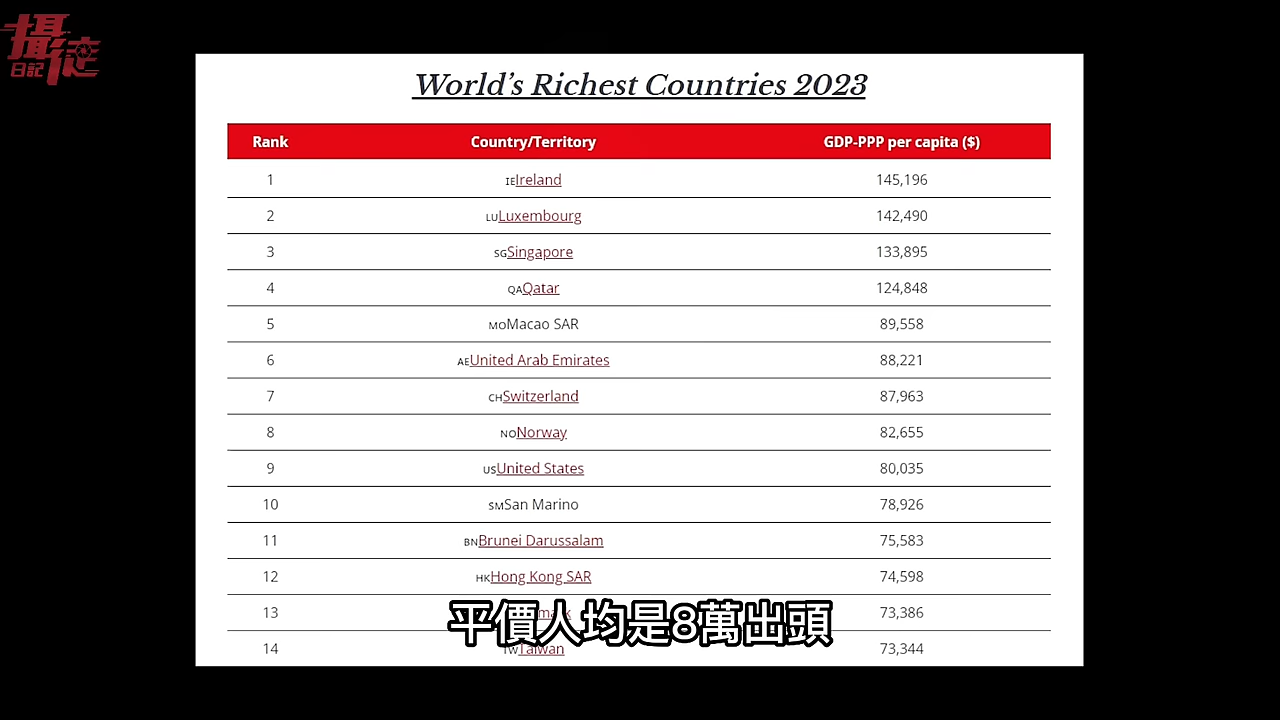 攝徒
日記
World's Richest Countries 2023
Rank Country/Territory GDP-PPP per capita ($)
1 IEIreland 145,196
2 LULuxembourg 142,490
3 SGSingapore 133,895
4 QAQatar 124,848
5 MOMacao SAR 89,558
6 AEUnited Arab Emirates 88,221
7 CHSwitzerland 87,963
8 NONorway 82,655
9 USUnited States 80,035
10 SMSan Marino 78,926
11 BNBrunei Darussalam 75,583
12 HKHong Kong SAR 74,598
13 73,386
平價人均是8萬出頭
14 TWTaiwan 73,344